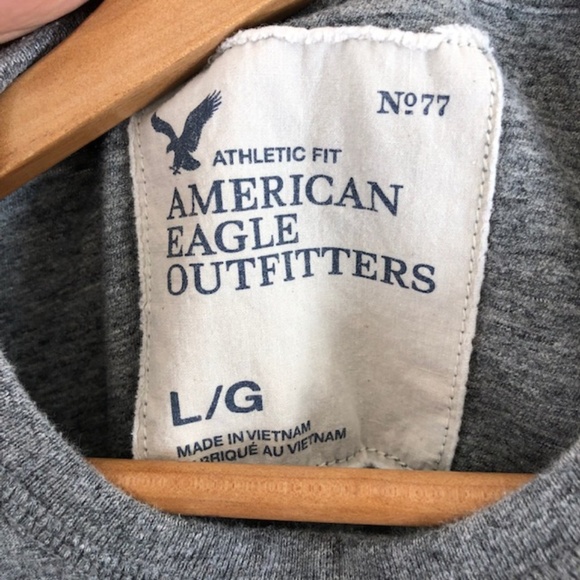 Nº77
ATHLETIC FIT
AMERICAN
EAGLE
OUTFITTERS
L/G
MADE IN VIETNAM
FABRIQUÉ AU VIETNAM